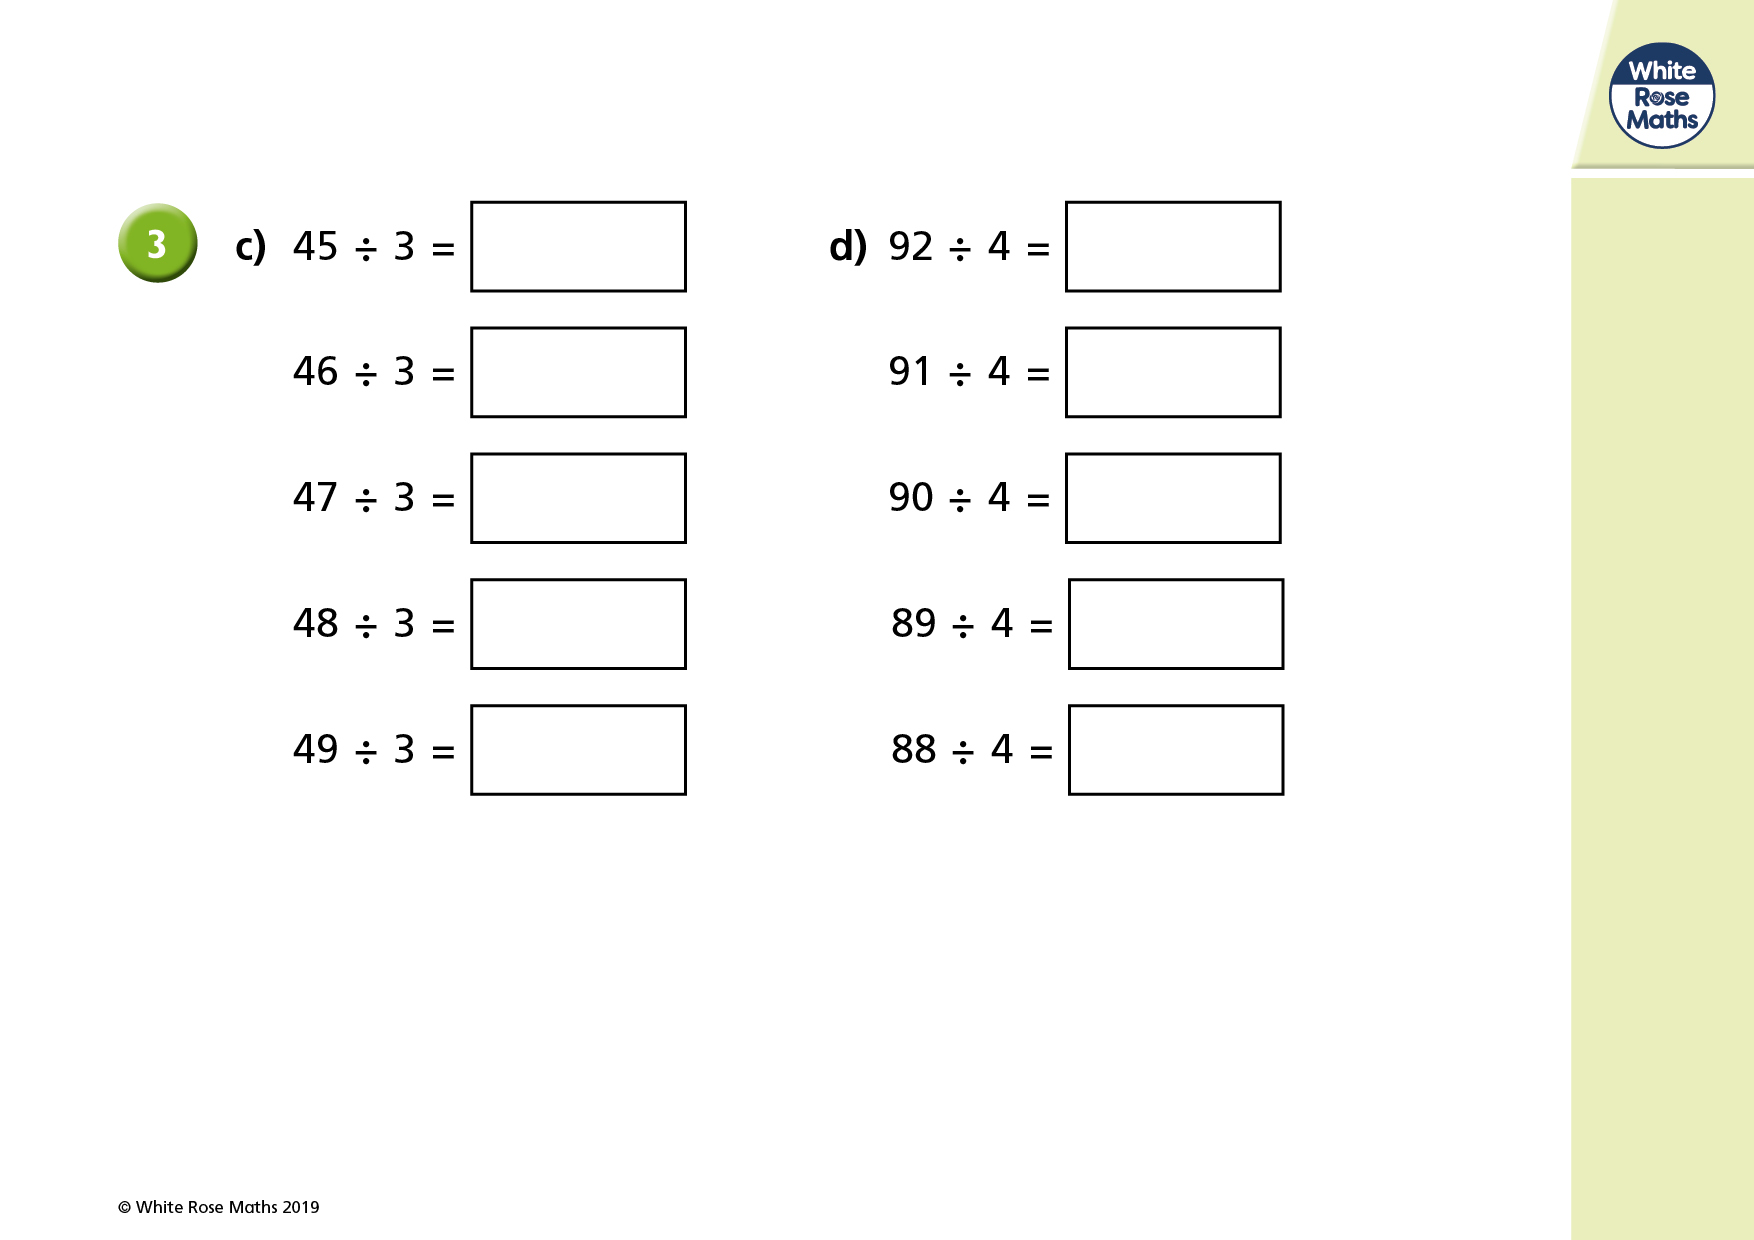 White
Rose
Maths
3 c) 45 ÷ 3 =
46 ÷ 3 =
47 ÷ 3 =
48 ÷ 3 =
49 ÷ 3 =
d) 92 ÷ 4 =
91 ÷ 4 =
90 ÷ 4 =
89 ÷ 4 =
88 ÷ 4 =
© White Rose Maths 2019